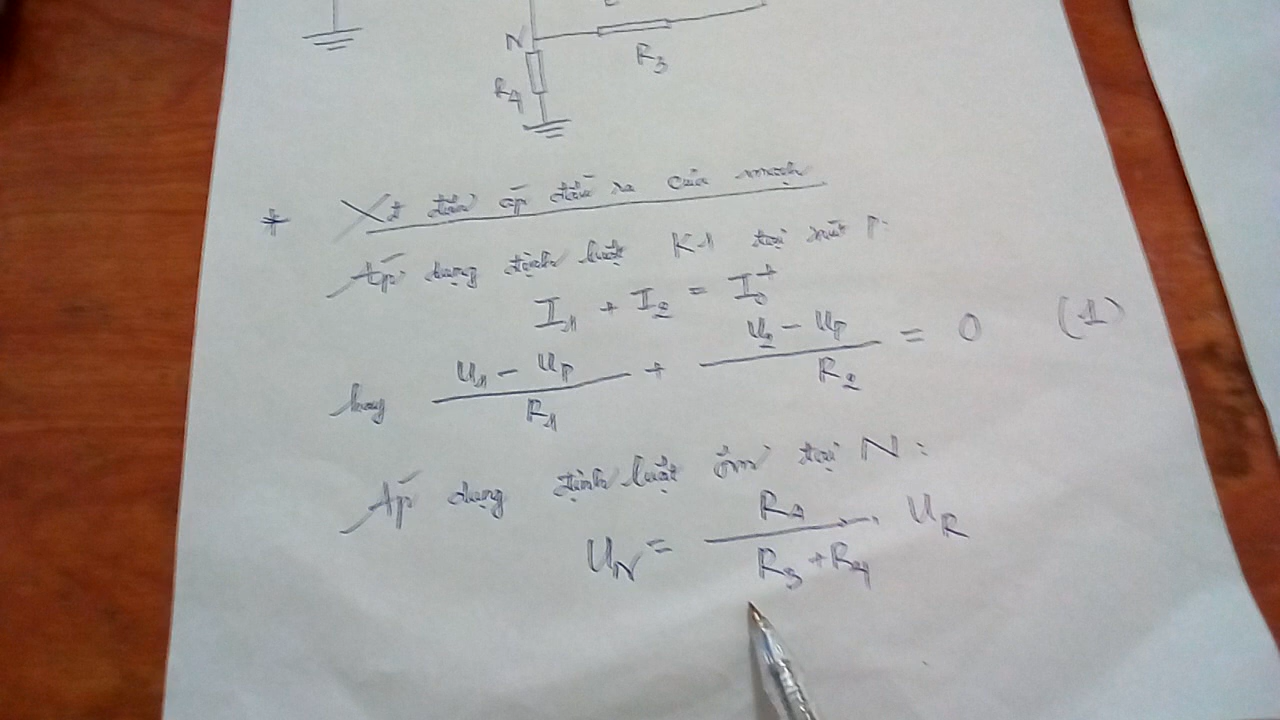 N
R3
R4
* Xđ điện áp đầu ra của mạch
Áp dụng định luật K1 tại nút P:
I1 + I2 = I0+
hay (U1 - UP) / R1 + (U2 - UP) / R2 = 0 (1)
Áp dụng định luật ôm tại N:
UN = R4 / (R3 + R4) . UR